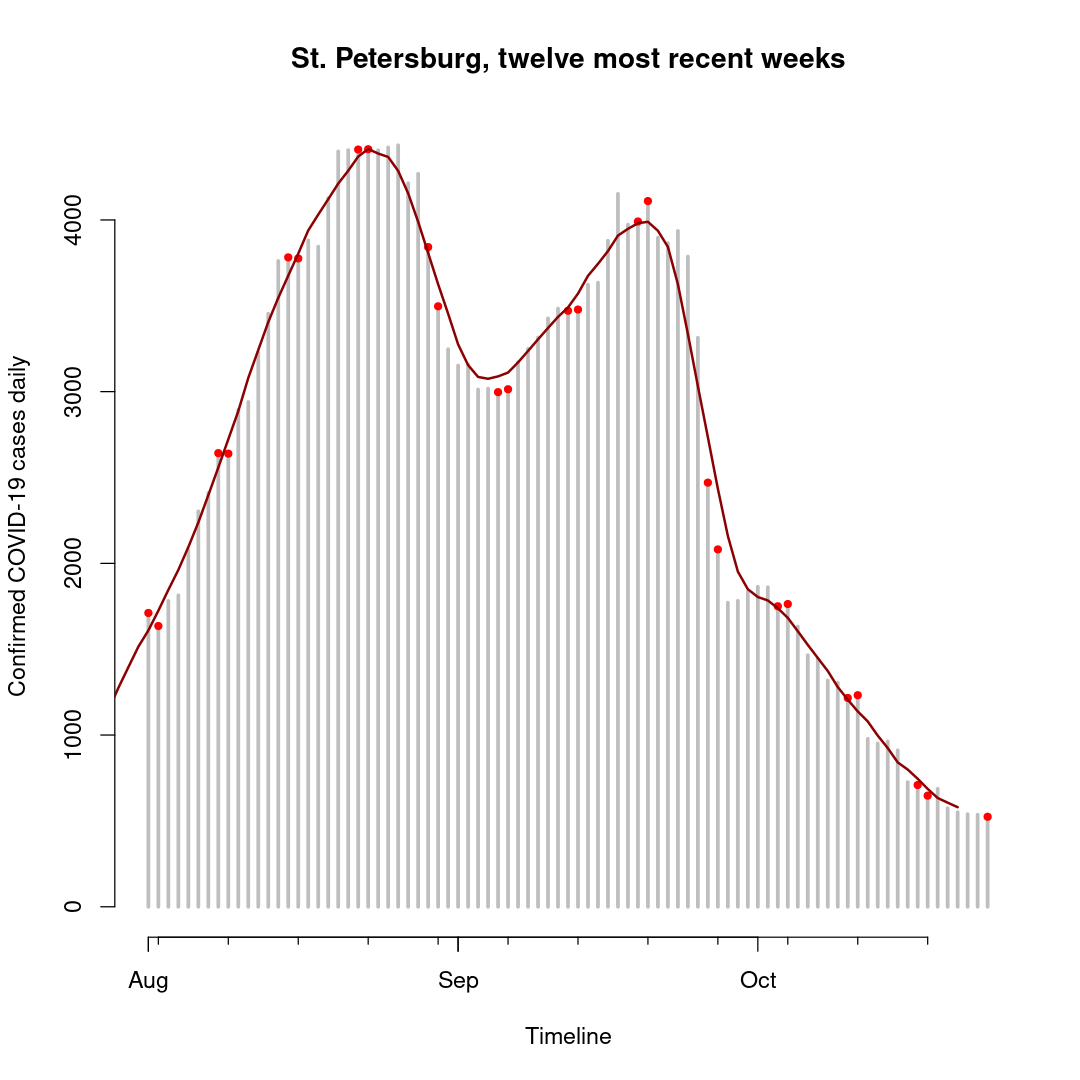 St. Petersburg, twelve most recent weeks
Confirmed COVID-19 cases daily
4000
3000
2000
1000
0
Aug
Sep
Oct
Timeline